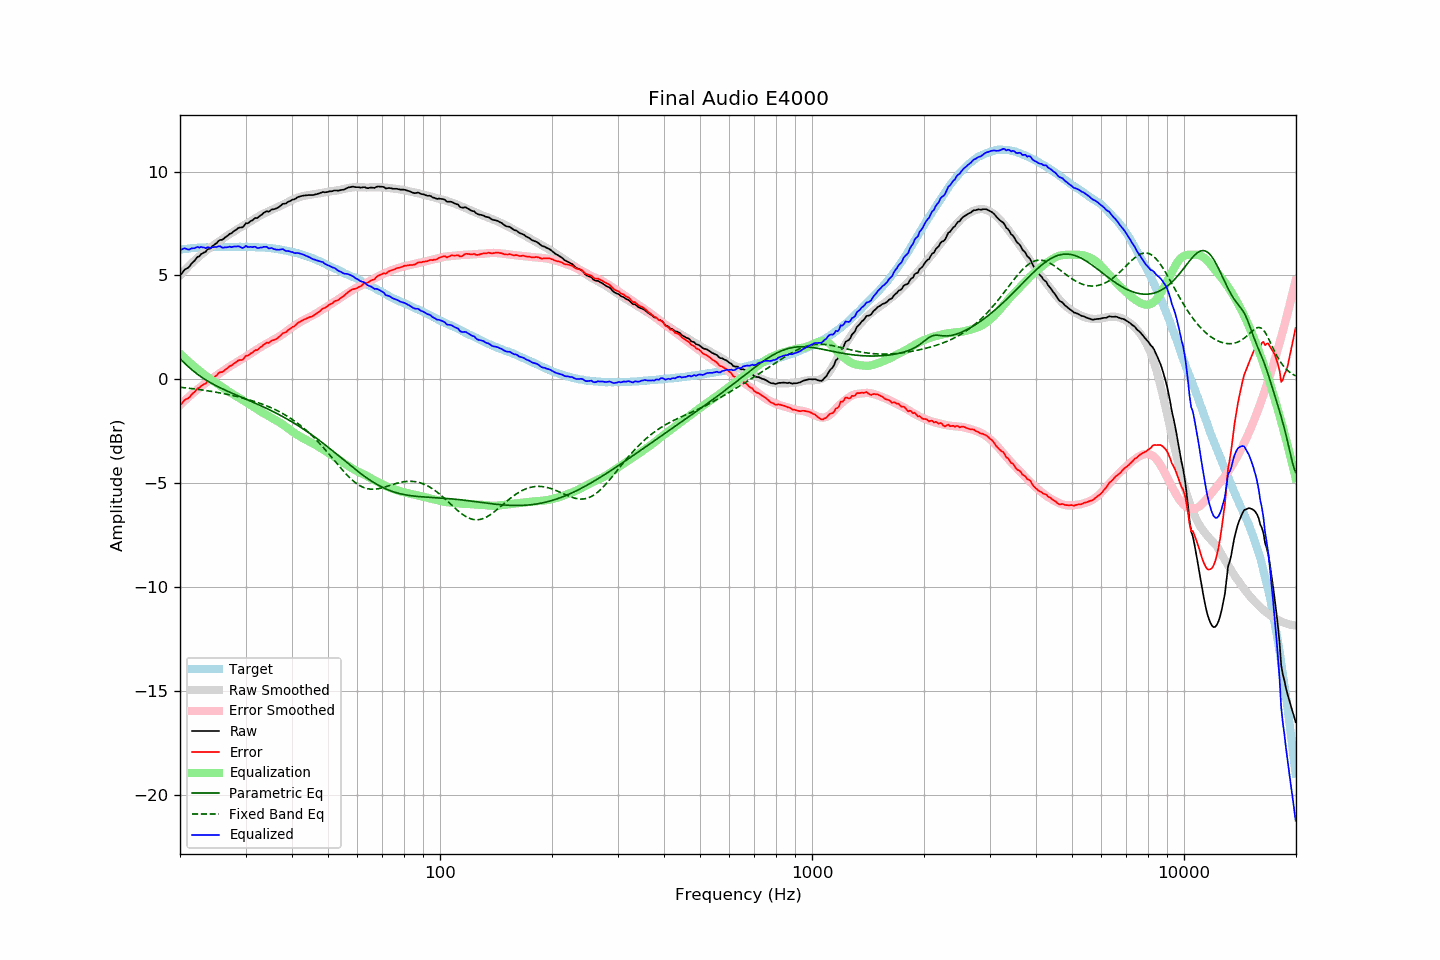 Final Audio E4000
10
5
0
−5
−10
−15
−20
Amplitude (dBr)
Target
Raw Smoothed
Error Smoothed
Raw
Error
Equalization
Parametric Eq
Fixed Band Eq
Equalized
100
1000
10000
Frequency (Hz)